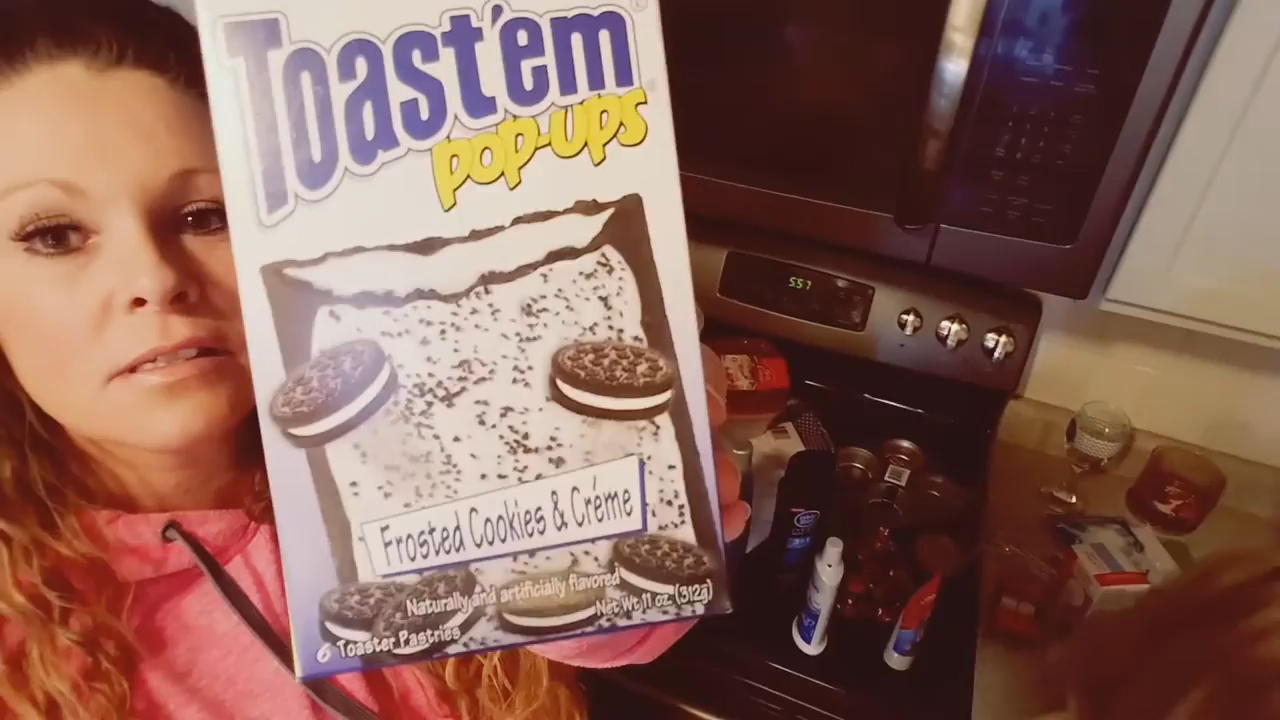 Toast'em
pop-ups
Frosted Cookies & Créme
Naturally and artificially flavored
Net Wt 11 oz. (312g)
6 Toaster Pastries
5:57